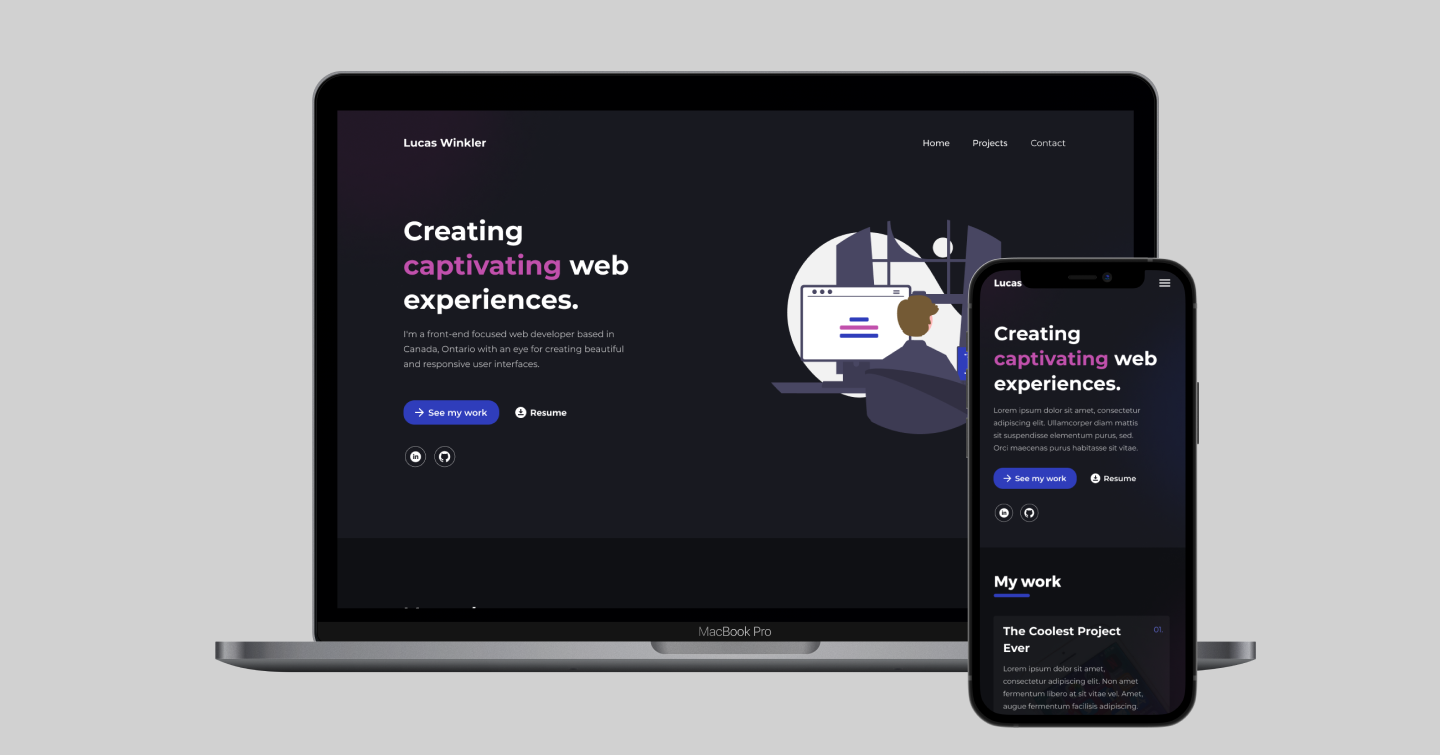 Lucas Winkler
Home
Projects
Contact
Creating
captivating web
experiences.
I'm a front-end focused web developer based in
Canada, Ontario with an eye for creating beautiful
and responsive user interfaces.
See my work
Resume
in
MacBook Pro
Lucas
Creating
captivating web
experiences.
Lorem ipsum dolor sit amet, consectetur
adipiscing elit. Ullamcorper diam mattis
sit suspendisse elementum purus, sed.
Orci maecenas purus habitasse sit vitae.
See my work
Resume
in
My work
The Coolest Project
01.
Ever
Lorem ipsum dolor sit amet,
consectetur adipiscing elit. Non amet
fermentum libero at sit vitae vel. Amet,
augue fermentum facilisis adipiscing.